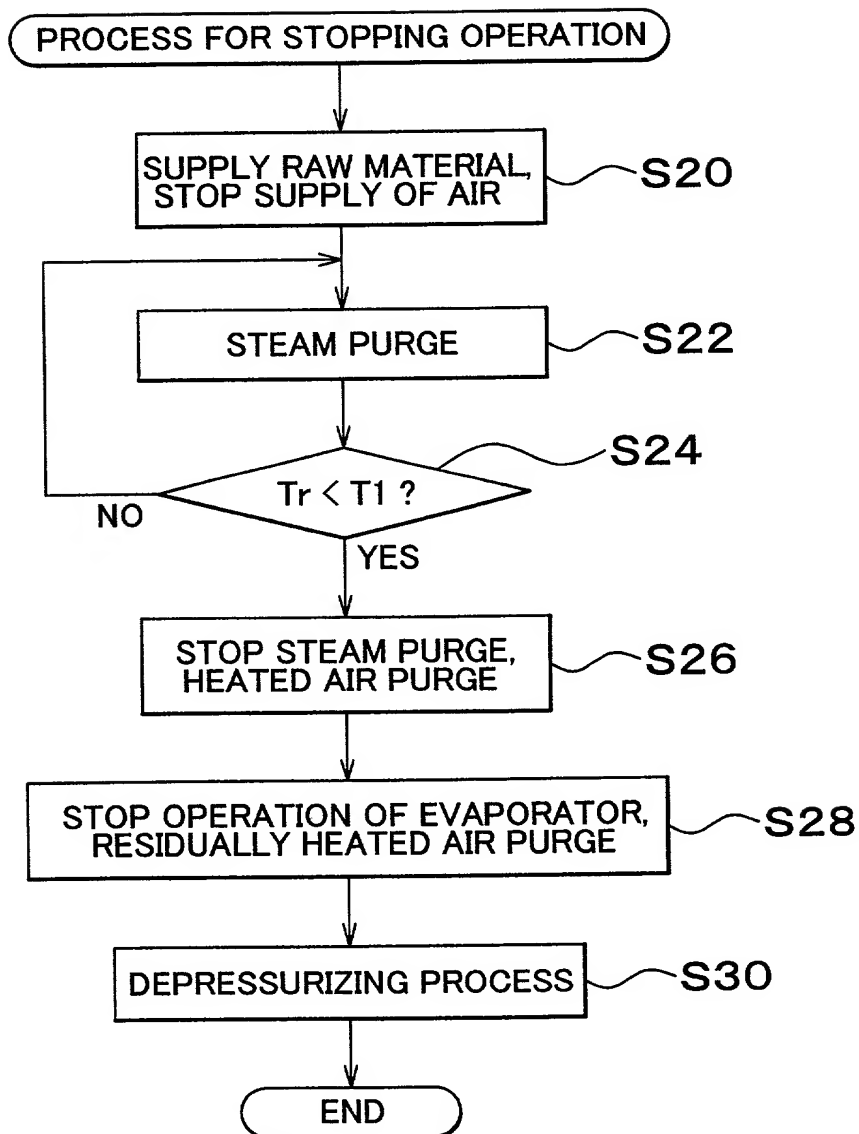 PROCESS FOR STOPPING OPERATION
SUPPLY RAW MATERIAL,
STOP SUPPLY OF AIR
S20
STEAM PURGE
S22
S24
Tr < T1 ?
NO
YES
STOP STEAM PURGE,
HEATED AIR PURGE
S26
STOP OPERATION OF EVAPORATOR,
RESIDUALLY HEATED AIR PURGE
S28
DEPRESSURIZING PROCESS
S30
END